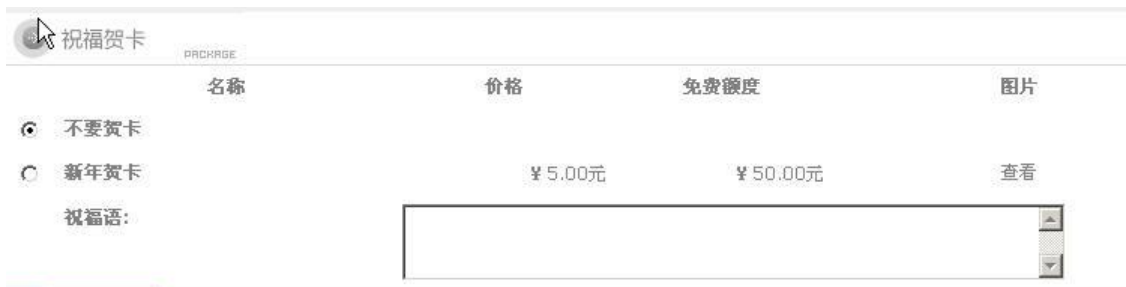 祝福贺卡 PACKAGE
名称 价格 免费额度 图片
不要贺卡
新年贺卡 ¥5.00元 ¥50.00元 查看
祝福语: